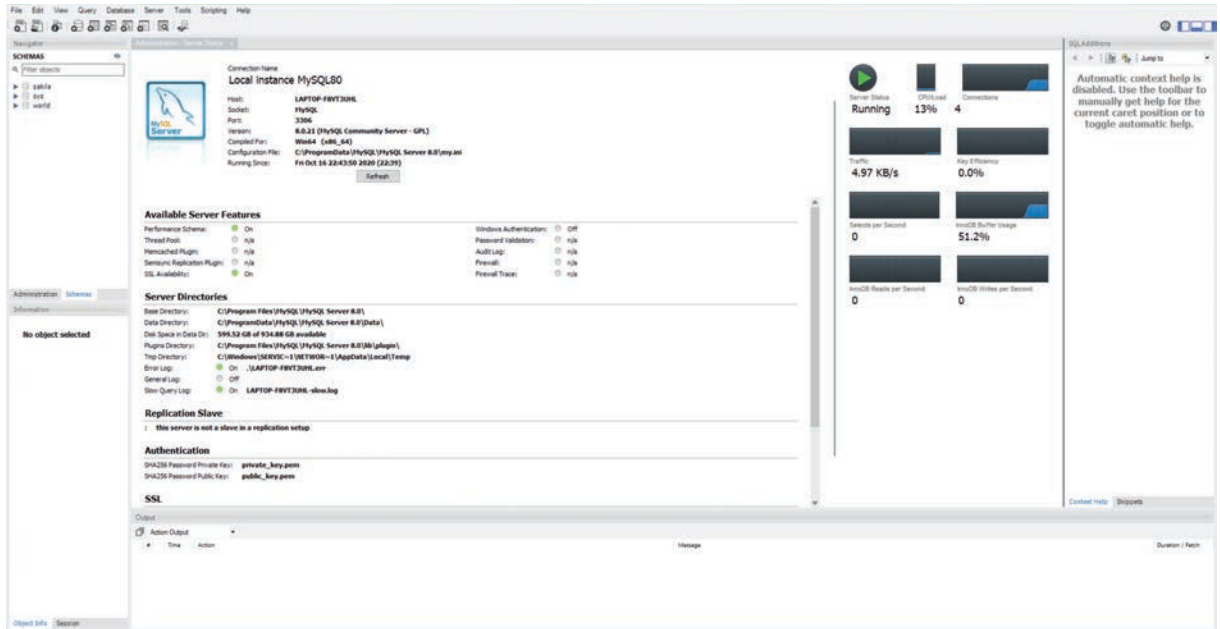 File Edit View Query Database Server Tools Scripting Help
Navigator
SCHEMAS
Filter objects
sakila
sys
world
Administration Schemas
Information
No object selected
Object Info Session
Administration - Server Status
MySQL
Server
Connection Name
Local instance MySQL80
Host: LAPTOP-F8VT3UHL
Socket: MySQL
Port: 3306
Version: 8.0.21 (MySQL Community Server - GPL)
Compiled For: Win64 (x86_64)
Configuration File: C:\ProgramData\MySQL\MySQL Server 8.0\my.ini
Running Since: Fri Oct 16 22:43:50 2020 (22:39)
Refresh
Available Server Features
Performance Schema: On
Thread Pool: n/a
Memcached Plugin: n/a
Semisync Replication Plugin: n/a
SSL Availability: On
Windows Authentication: Off
Password Validation: n/a
Audit Log: n/a
Firewall: n/a
Firewall Trace: n/a
Server Directories
Base Directory: C:\Program Files\MySQL\MySQL Server 8.0\
Data Directory: C:\ProgramData\MySQL\MySQL Server 8.0\Data\
Disk Space in Data Dir: 599.52 GB of 934.88 GB available
Plugins Directory: C:\Program Files\MySQL\MySQL Server 8.0\lib\plugin\
Tmp Directory: C:\Windows\SERVIC~1\NETWOR~1\AppData\Local\Temp
Error Log: On .\LAPTOP-F8VT3UHL.err
General Log: Off
Slow Query Log: On LAPTOP-F8VT3UHL-slow.log
Replication Slave
: this server is not a slave in a replication setup
Authentication
SHA256 Password Private Key: private_key.pem
SHA256 Password Public Key: public_key.pem
SSL
Server Status CPU/Load Connections
Running 13% 4
Traffic Key Efficiency
4.97 KB/s 0.0%
Selects per Second InnoDB Buffer Usage
0 51.2%
InnoDB Reads per Second InnoDB Writes per Second
0 0
SQLAdditions
Jump to
Automatic context help is
disabled. Use the toolbar to
manually get help for the
current caret position or to
toggle automatic help.
Context Help Snippets
Output
Action Output
# Time Action Message Duration / Fetch